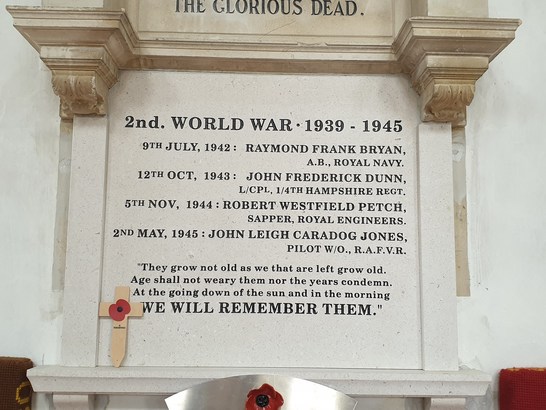 THE GLORIOUS DEAD.
2nd. WORLD WAR · 1939 - 1945
9TH JULY, 1942 : RAYMOND FRANK BRYAN,
A.B., ROYAL NAVY.
12TH OCT, 1943 : JOHN FREDERICK DUNN,
L/CPL, 1/4TH HAMPSHIRE REGT.
5TH NOV, 1944 : ROBERT WESTFIELD PETCH,
SAPPER, ROYAL ENGINEERS.
2ND MAY, 1945 : JOHN LEIGH CARADOG JONES,
PILOT W/O., R.A.F.V.R.
"They grow not old as we that are left grow old.
Age shall not weary them nor the years condemn.
At the going down of the sun and in the morning
WE WILL REMEMBER THEM."